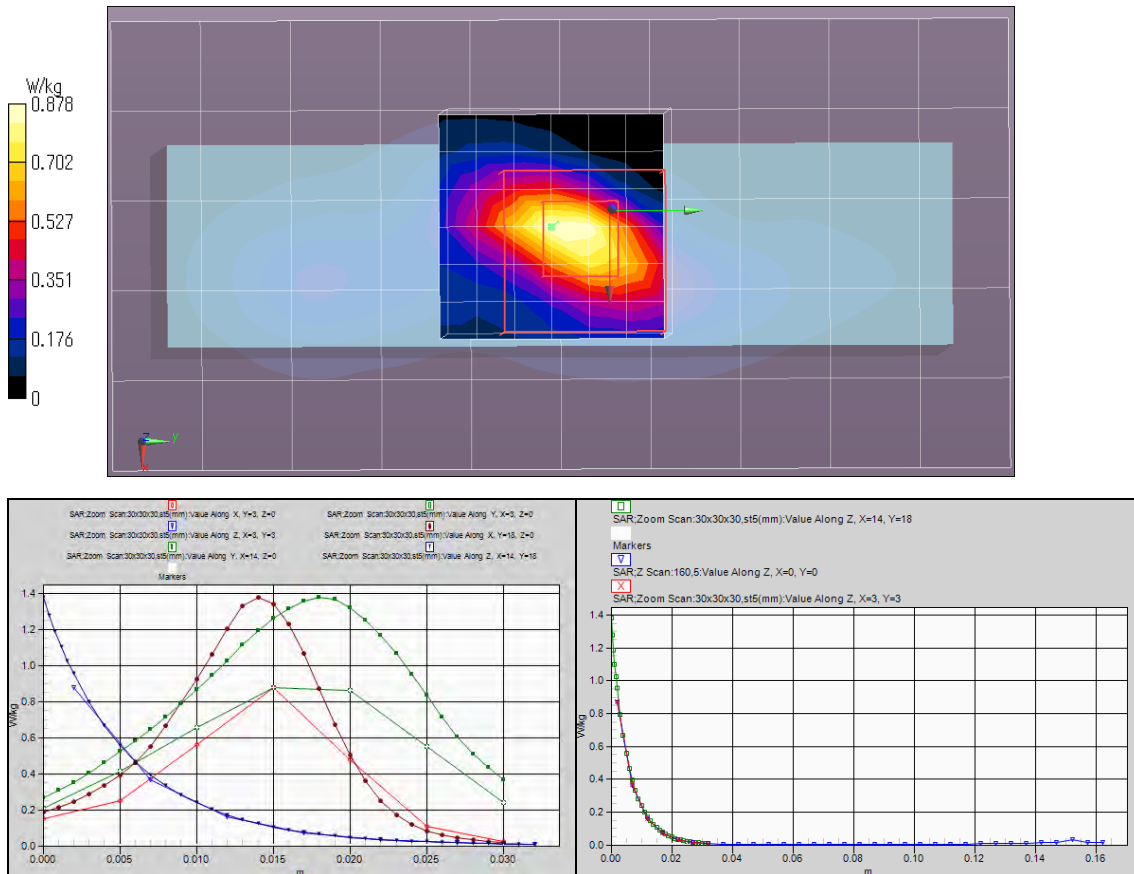 W/kg
0.878
0.702
0.527
0.351
0.176
0
z y
x
SAR;Zoom Scan:30x30x30,st5(mm):Value Along X, Y=3, Z=0
SAR;Zoom Scan:30x30x30,st5(mm):Value Along Y, X=3, Z=0
SAR;Zoom Scan:30x30x30,st5(mm):Value Along Z, X=3, Y=3
SAR;Zoom Scan:30x30x30,st5(mm):Value Along X, Y=18, Z=0
SAR;Zoom Scan:30x30x30,st5(mm):Value Along Y, X=14, Z=0
SAR;Zoom Scan:30x30x30,st5(mm):Value Along Z, X=14, Y=18
Markers
1.4
1.2
1.0
0.8
0.6
0.4
0.2
0.0
W/kg
0.000 0.005 0.010 0.015 0.020 0.025 0.030
m
SAR;Zoom Scan:30x30x30,st5(mm):Value Along Z, X=14, Y=18
Markers
SAR;Z Scan:160,5:Value Along Z, X=0, Y=0
SAR;Zoom Scan:30x30x30,st5(mm):Value Along Z, X=3, Y=3
1.4
1.2
1.0
0.8
0.6
0.4
0.2
0.0
W/kg
0.00 0.02 0.04 0.06 0.08 0.10 0.12 0.14 0.16
m